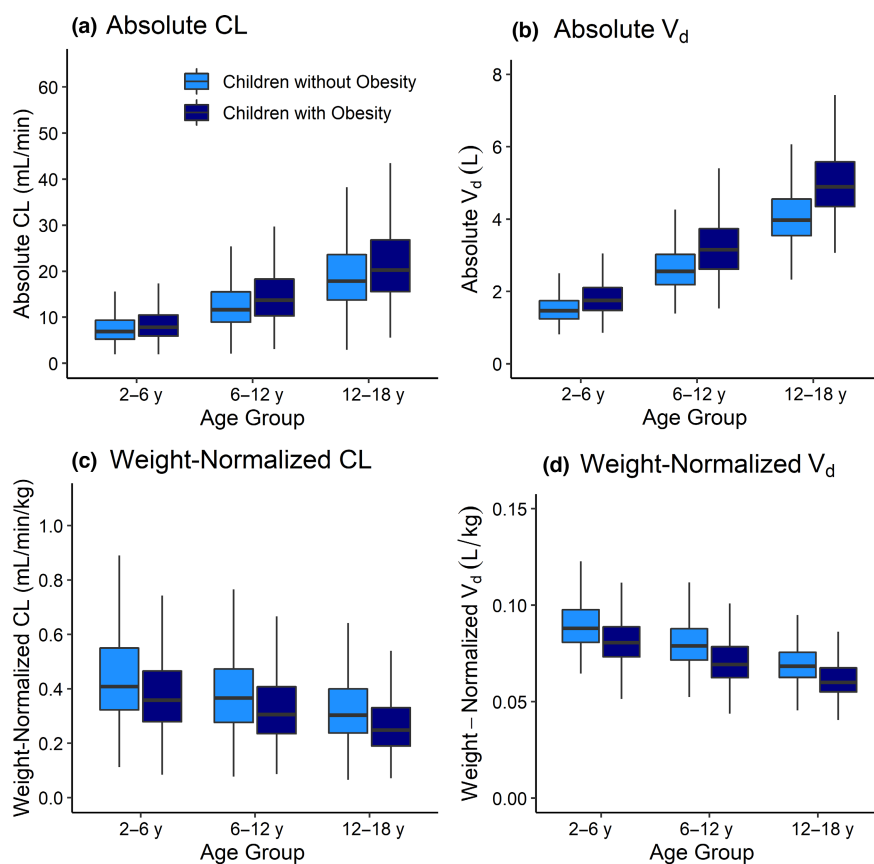 (a) Absolute CL
Absolute CL (mL/min)
60
50
40
30
20
10
0
Children without Obesity
Children with Obesity
2–6 y
6–12 y
12–18 y
Age Group
(b) Absolute Vd
Absolute Vd (L)
8
6
4
2
0
2–6 y
6–12 y
12–18 y
Age Group
(c) Weight-Normalized CL
Weight-Normalized CL (mL/min/kg)
1.0
0.8
0.6
0.4
0.2
0.0
2–6 y
6–12 y
12–18 y
Age Group
(d) Weight-Normalized Vd
Weight – Normalized Vd (L/kg)
0.15
0.10
0.05
0.00
2–6 y
6–12 y
12–18 y
Age Group